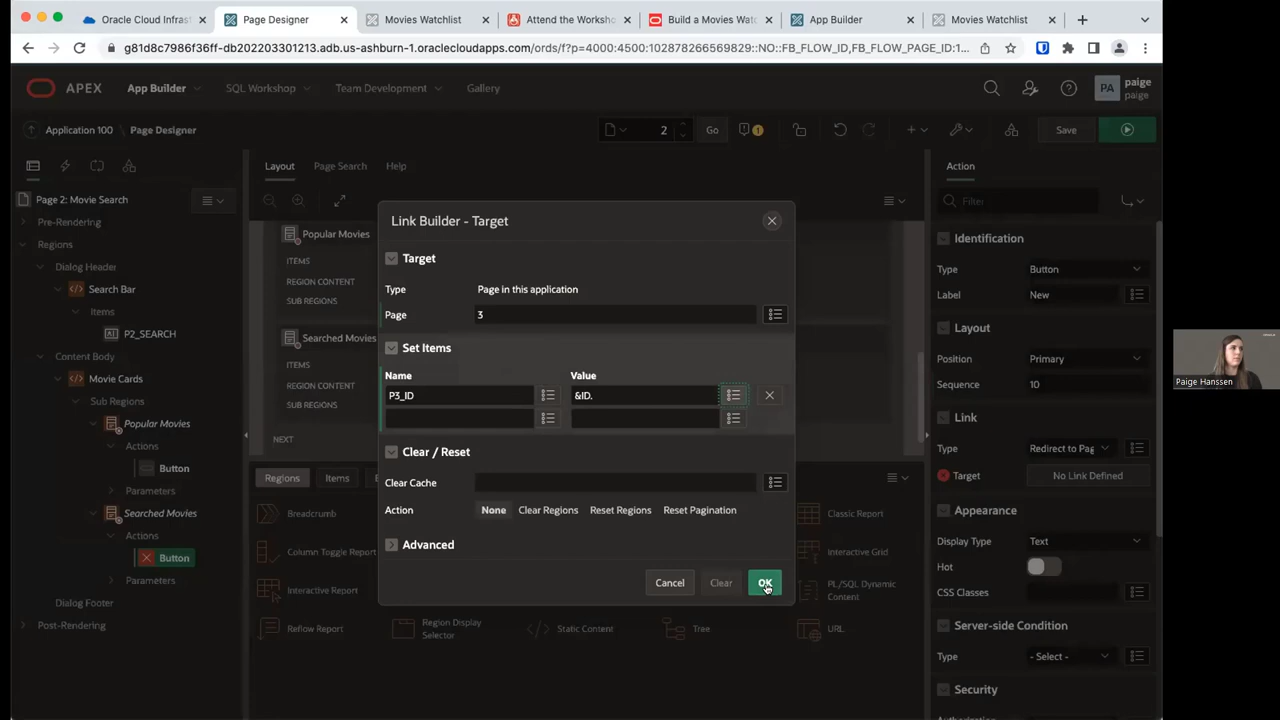 Oracle Cloud Infras
Page Designer
Movies Watchlist
Attend the Worksho
Build a Movies Watc
App Builder
Movies Watchlist
g81d8c7986f36ff-db202203301213.adb.us-ashburn-1.oraclecloudapps.com/ords/f?p=4000:4500:102878266569829::NO::FB_FLOW_ID,FB_FLOW_PAGE_ID:1...
APEX
App Builder
SQL Workshop
Team Development
Gallery
PA
paige
paige
Application 100
Page Designer
2
Go
1
Save
Layout
Page Search
Help
Action
Page 2: Movie Search
Pre-Rendering
Regions
Dialog Header
Search Bar
Items
P2_SEARCH
Content Body
Movie Cards
Sub Regions
Popular Movies
Actions
Button
Parameters
Searched Movies
Actions
Button
Parameters
Dialog Footer
Post-Rendering
Popular Movies
ITEMS
REGION CONTENT
SUB REGIONS
Searched Movies
ITEMS
REGION CONTENT
SUB REGIONS
NEXT
Regions
Items
Breadcrumb
Column Toggle Report
Interactive Report
Reflow Report
Region Display Selector
Static Content
Tree
Classic Report
Interactive Grid
PL/SQL Dynamic Content
URL
Link Builder - Target
Target
Type
Page in this application
Page
3
Set Items
Name
Value
P3_ID
&ID.
Clear / Reset
Clear Cache
Action
None
Clear Regions
Reset Regions
Reset Pagination
Advanced
Cancel
Clear
OK
Filter
Identification
Type
Button
Label
New
Layout
Position
Primary
Sequence
10
Link
Type
Redirect to Pag
Target
No Link Defined
Appearance
Display Type
Text
Hot
CSS Classes
Server-side Condition
Type
- Select -
Security
Paige Hanssen